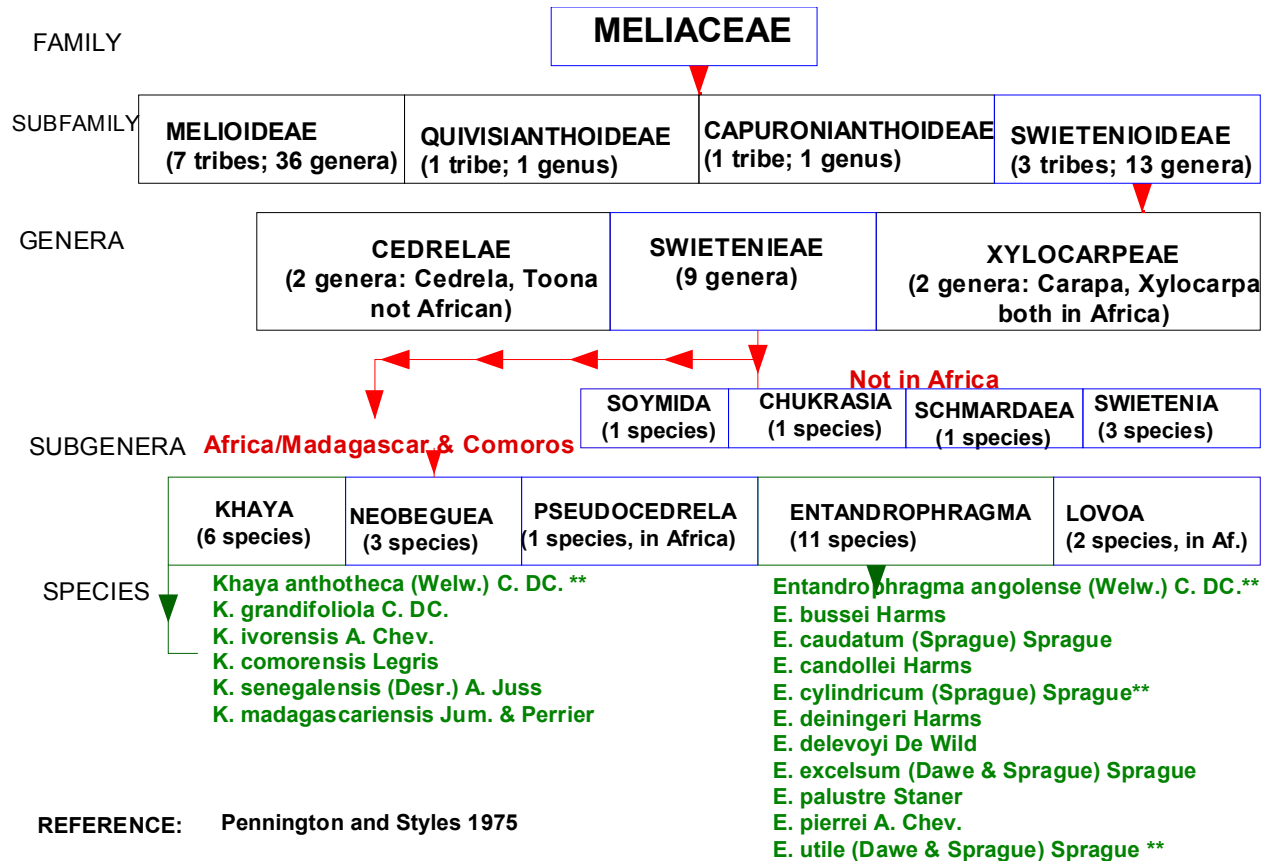 FAMILY
MELIACEAE
SUBFAMILY
MELIOIDEAE
(7 tribes; 36 genera)
QUIVISIANTHOIDEAE
(1 tribe; 1 genus)
CAPURONIANTHOIDEAE
(1 tribe; 1 genus)
SWIETENIOIDEAE
(3 tribes; 13 genera)
GENERA
CEDRELAE
(2 genera: Cedrela, Toona
not African)
SWIETENIEAE
(9 genera)
XYLOCARPEAE
(2 genera: Carapa, Xylocarpa
both in Africa)
Not in Africa
SOYMIDA
(1 species)
CHUKRASIA
(1 species)
SCHMARDAEA
(1 species)
SWIETENIA
(3 species)
SUBGENERA
Africa/Madagascar & Comoros
KHAYA
(6 species)
NEOBEGUEA
(3 species)
PSEUDOCEDRELA
(1 species, in Africa)
ENTANDROPHRAGMA
(11 species)
LOVOA
(2 species, in Af.)
SPECIES
Khaya anthotheca (Welw.) C. DC. **
K. grandifoliola C. DC.
K. ivorensis A. Chev.
K. comorensis Legris
K. senegalensis (Desr.) A. Juss
K. madagascariensis Jum. & Perrier
Entandrophragma angolense (Welw.) C. DC.**
E. bussei Harms
E. caudatum (Sprague) Sprague
E. candollei Harms
E. cylindricum (Sprague) Sprague**
E. deiningeri Harms
E. delevoyi De Wild
E. excelsum (Dawe & Sprague) Sprague
E. palustre Staner
E. pierrei A. Chev.
E. utile (Dawe & Sprague) Sprague **
REFERENCE: Pennington and Styles 1975